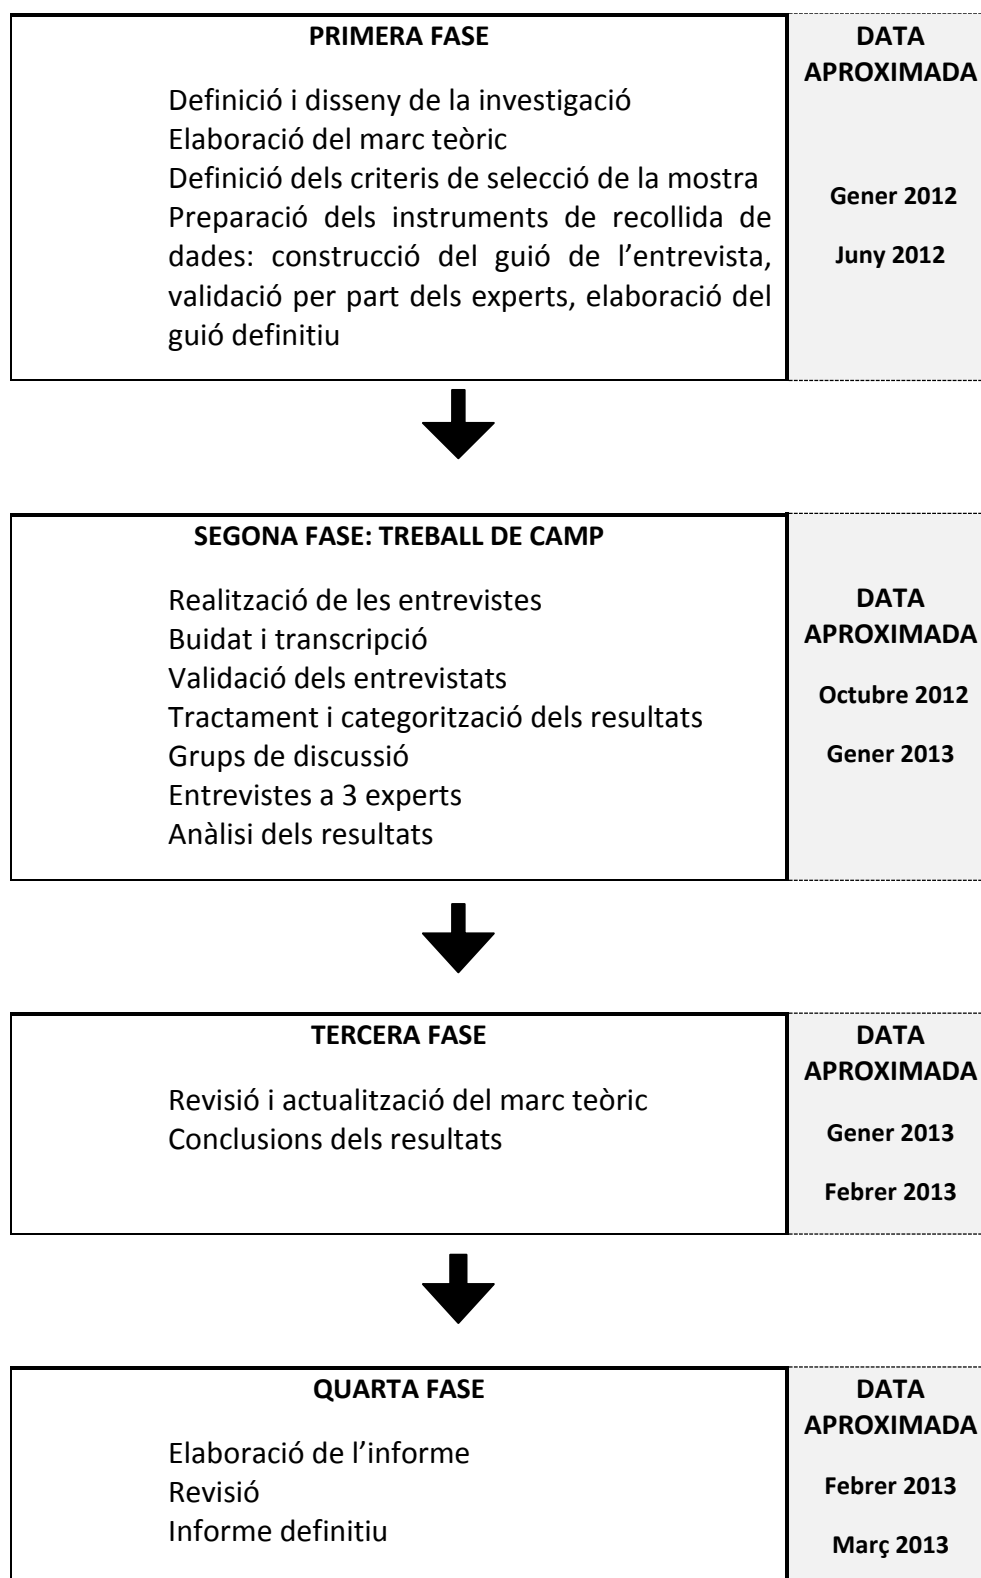 PRIMERA FASE
Definició i disseny de la investigació
Elaboració del marc teòric
Definició dels criteris de selecció de la mostra
Preparació dels instruments de recollida de
dades: construcció del guió de l’entrevista,
validació per part dels experts, elaboració del
guió definitiu
DATA
APROXIMADA
Gener 2012
Juny 2012
SEGONA FASE: TREBALL DE CAMP
Realització de les entrevistes
Buidat i transcripció
Validació dels entrevistats
Tractament i categorització dels resultats
Grups de discussió
Entrevistes a 3 experts
Anàlisi dels resultats
DATA
APROXIMADA
Octubre 2012
Gener 2013
TERCERA FASE
Revisió i actualització del marc teòric
Conclusions dels resultats
DATA
APROXIMADA
Gener 2013
Febrer 2013
QUARTA FASE
Elaboració de l’informe
Revisió
Informe definitiu
DATA
APROXIMADA
Febrer 2013
Març 2013